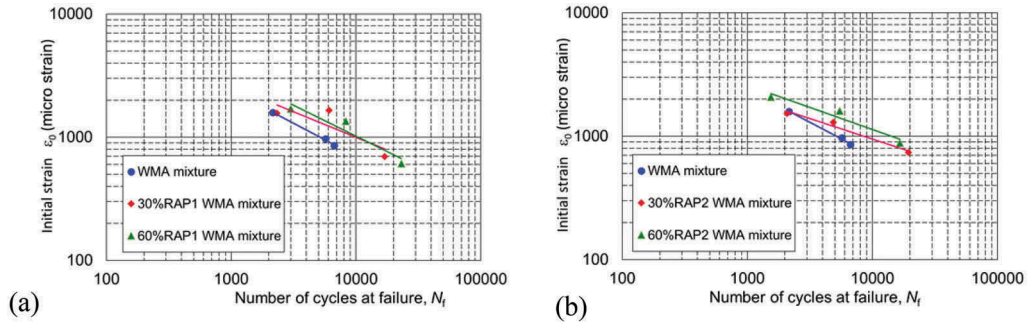 10000
1000
100
Initial strain ε0 (micro strain)
WMA mixture
30%RAP1 WMA mixture
60%RAP1 WMA mixture
100 1000 10000 100000
Number of cycles at failure, Nf
(a)
10000
1000
100
Initial strain ε0 (micro strain)
WMA mixture
30%RAP2 WMA mixture
60%RAP2 WMA mixture
100 1000 10000 100000
Number of cycles at failure, Nf
(b)